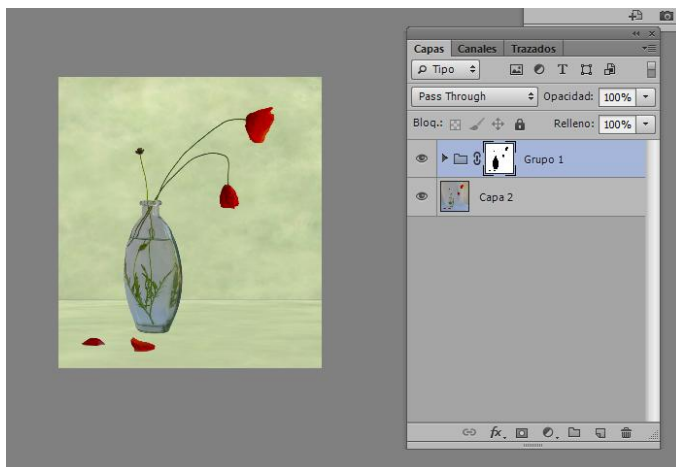 Capas Canales Trazados
Tipo
Pass Through Opacidad: 100%
Bloq.: Relleno: 100%
Grupo 1
Capa 2
fx